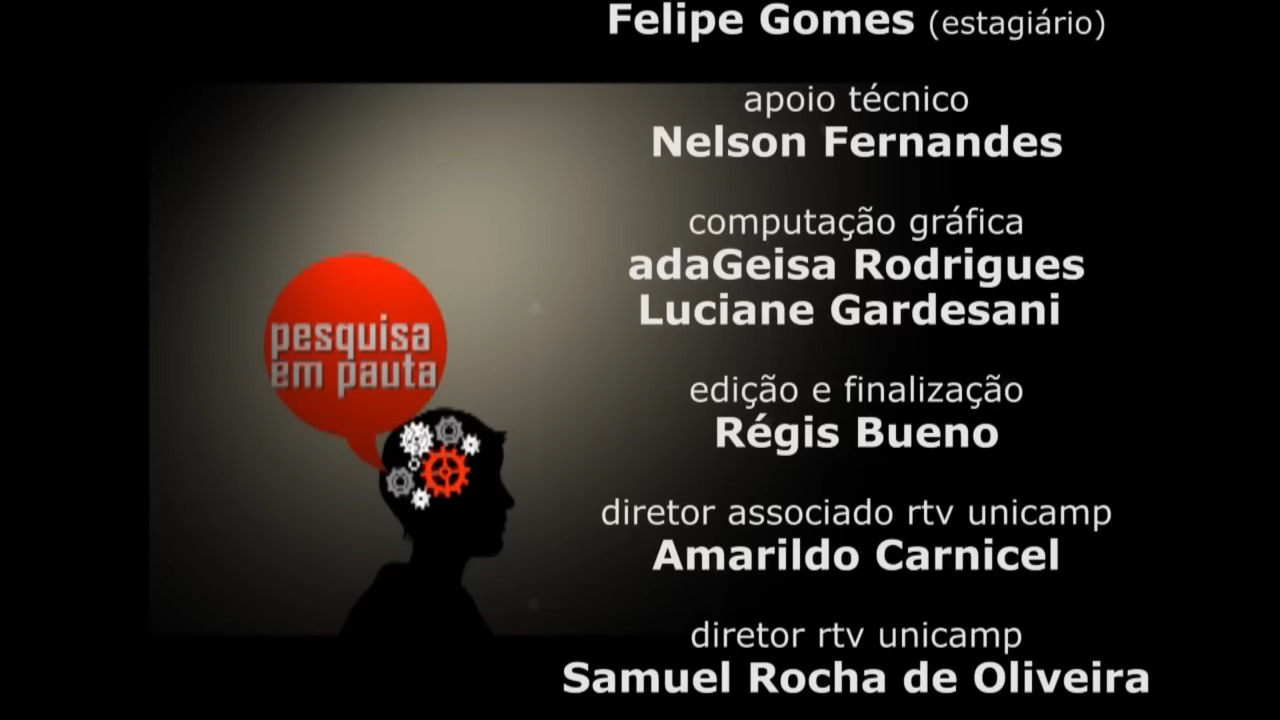 Felipe Gomes (estagiário)
apoio técnico
Nelson Fernandes
computação gráfica
adaGeisa Rodrigues
Luciane Gardesani
edição e finalização
Régis Bueno
diretor associado rtv unicamp
Amarildo Carnicel
diretor rtv unicamp
Samuel Rocha de Oliveira
pesquisa
em pauta